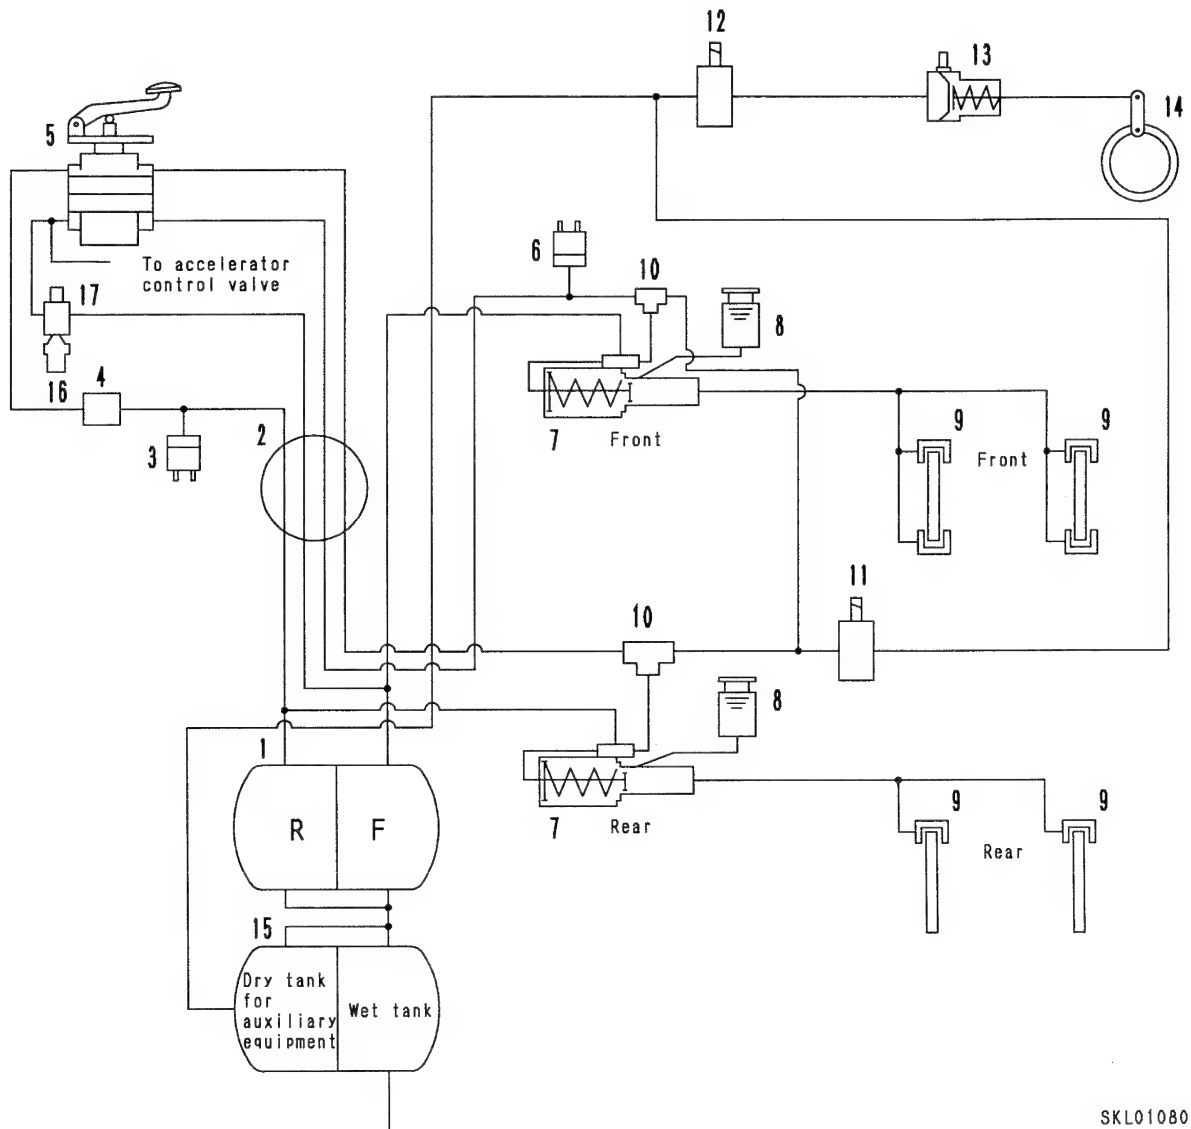 12
13
14
5
To accelerator
control valve
6
10
17
8
16
4
7
Front
2
3
9
9
Front
11
10
8
1
7
Rear
9
9
R
F
Rear
15
Dry tank
for
auxiliary
equipment
Wet tank
SKL01080